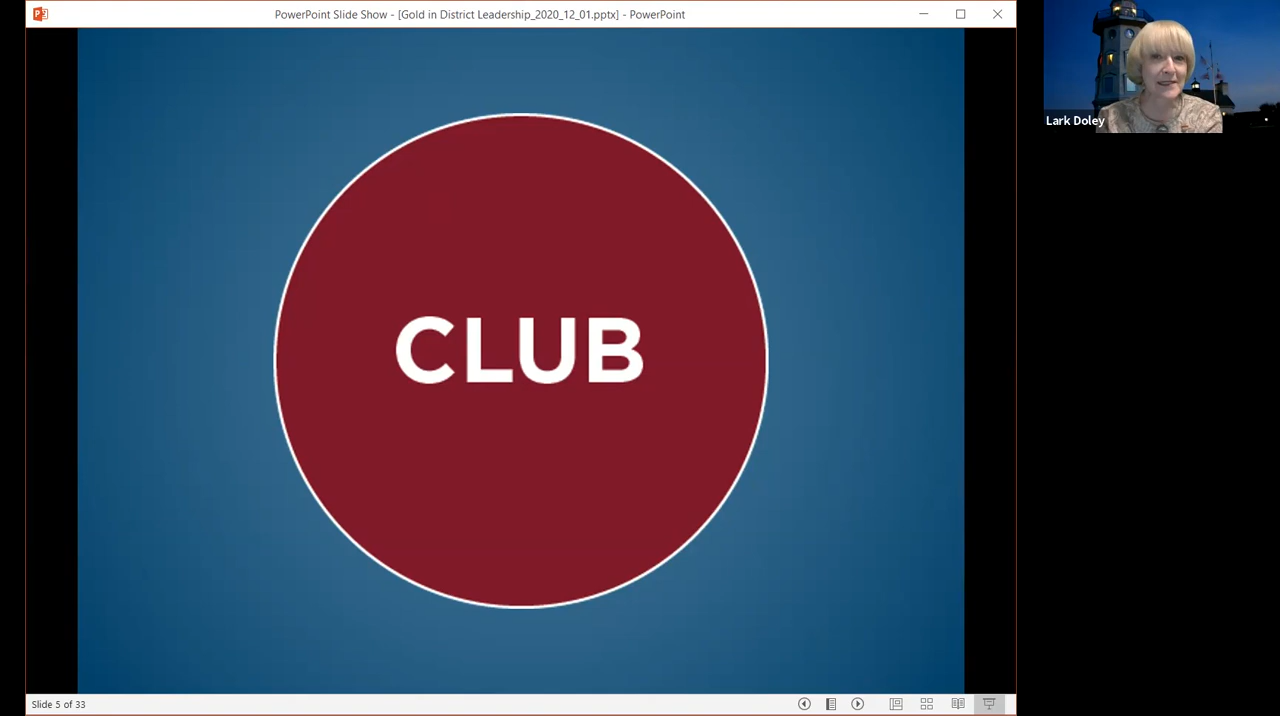 PowerPoint Slide Show - [Gold in District Leadership_2020_12_01.pptx] - PowerPoint
Lark Doley
CLUB
Slide 5 of 33